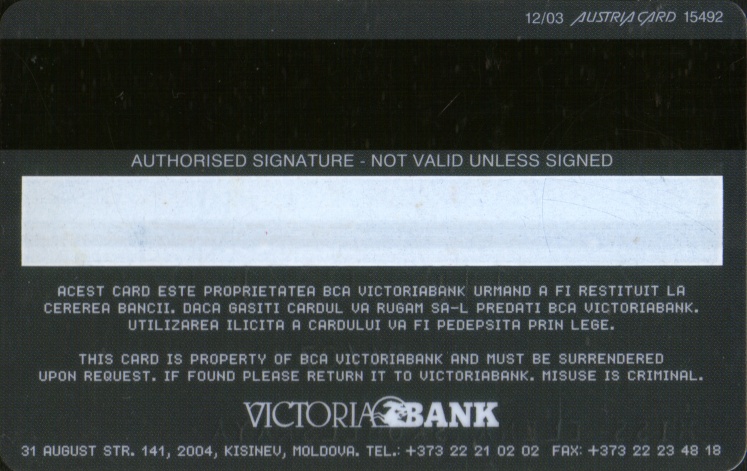 12/03 AUSTRIA CARD 15492
AUTHORISED SIGNATURE - NOT VALID UNLESS SIGNED
ACEST CARD ESTE PROPRIETATEA BCA VICTORIABANK URMAND A FI RESTITUIT LA
CEREREA BANCII. DACA GASITI CARDUL VA RUGAM SA-L PREDATI BCA VICTORIABANK.
UTILIZAREA ILICITA A CARDULUI VA FI PEDEPSITA PRIN LEGE.
THIS CARD IS PROPERTY OF BCA VICTORIABANK AND MUST BE SURRENDERED
UPON REQUEST. IF FOUND PLEASE RETURN IT TO VICTORIABANK. MISUSE IS CRIMINAL.
VICTORIABANK
31 AUGUST STR. 141, 2004, KISINEV, MOLDOVA. TEL.: +373 22 21 02 02 FAX: +373 22 23 48 18